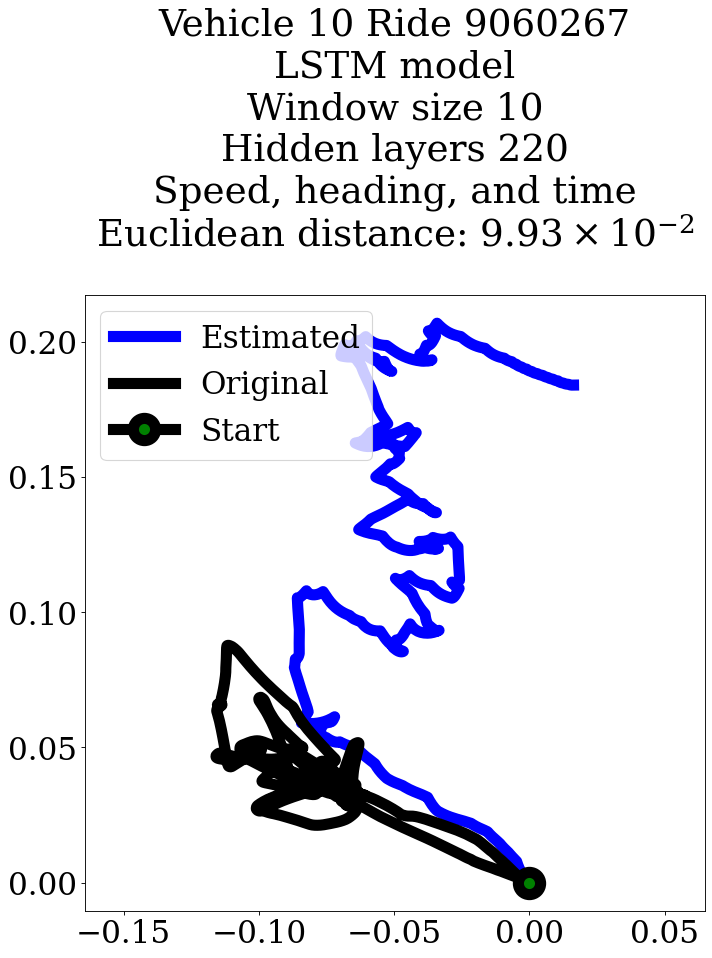 Vehicle 10 Ride 9060267
LSTM model
Window size 10
Hidden layers 220
Speed, heading, and time
Euclidean distance: 9.93 × 10⁻²
Estimated
Original
Start
0.20
0.15
0.10
0.05
0.00
−0.15 −0.10 −0.05 0.00 0.05